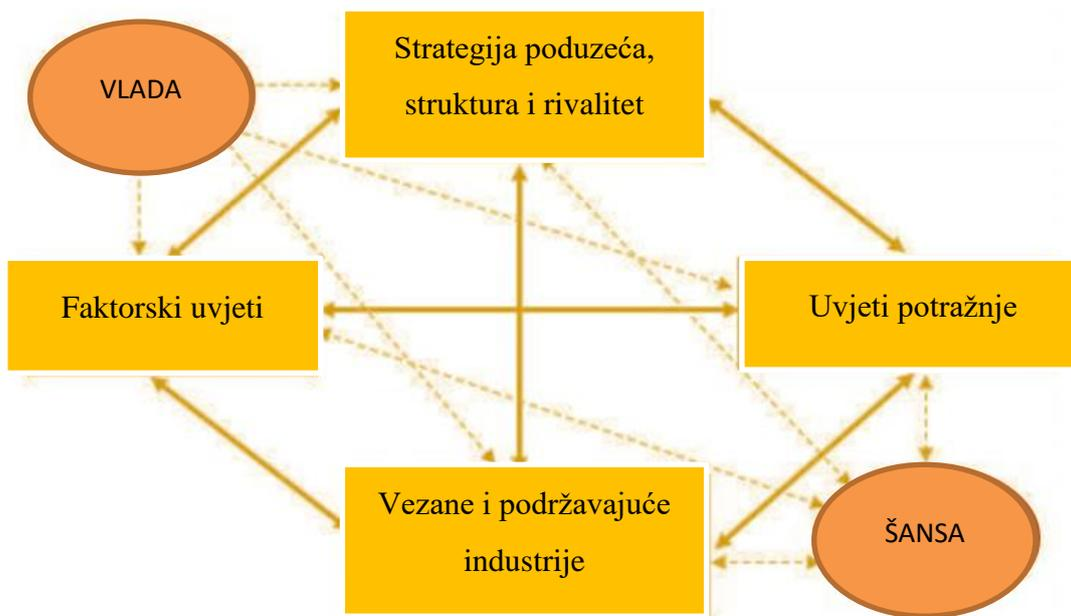 VLADA
Strategija poduzeća,
struktura i rivalitet
Faktorski uvjeti
Uvjeti potražnje
Vezane i podržavajuće
industrije
ŠANSA